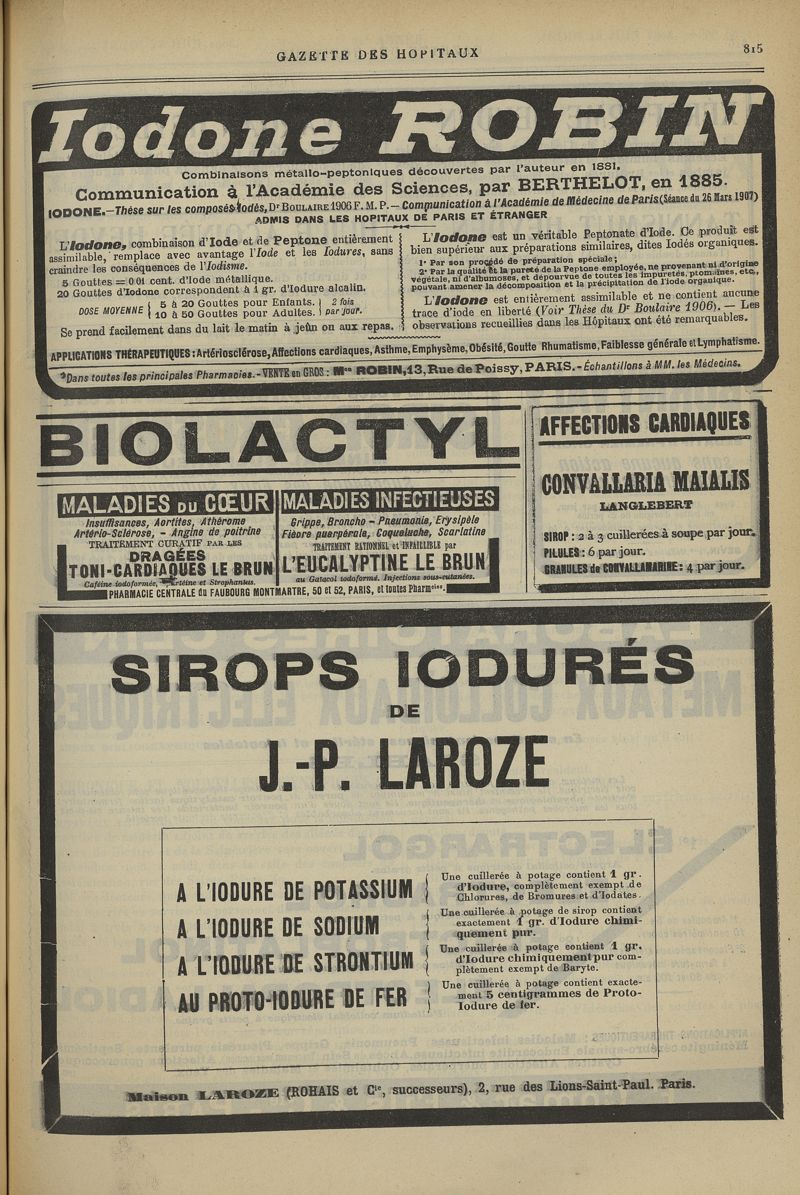 GAZETTE DES HOPITAUX
815
Iodone ROBIN
Combinaisons métallo-peptoniques découvertes par l'auteur en 1881.
Communication à l'Académie des Sciences, par BERTHELOT, en 1885.
IODONE.—Thèse sur les composés iodés, Dr BOULAIRE 1906 F. M. P. — Communication à l'Académie de Médecine de Paris (Séance du 26 Mars 1907)
ADMIS DANS LES HOPITAUX DE PARIS ET ÉTRANGER
L'Iodone, combinaison d'Iode et de Peptone entièrement
assimilable, remplace avec avantage l'Iode et les Iodures, sans
craindre les conséquences de l'Iodisme.
5 Gouttes = 0.01 cent. d'Iode métallique.
20 Gouttes d'Iodone correspondent à 1 gr. d'Iodure alcalin.
DOSE MOYENNE { 5 à 20 Gouttes pour Enfants. } 2 fois
{ 10 à 50 Gouttes pour Adultes. } par jour.
Se prend facilement dans du lait le matin à jeûn ou aux repas.
L'Iodone est un véritable Peptonate d'Iode. Ce produit est
bien supérieur aux préparations similaires, dites Iodés organiques.
1° Par son procédé de préparation spéciale;
2° Par la qualité et la pureté de la Peptone employée, ne provenant ni d'origine
végétale, ni d'albumoses, et dépourvue de toutes les impuretés, ptomaïnes, etc.,
pouvant amener la décomposition et la précipitation de l'iode organique.
L'Iodone est entièrement assimilable et ne contient aucune
trace d'iode en liberté (Voir Thèse du Dr Boulaire 1906). — Les
observations recueillies dans les Hôpitaux ont été remarquables.
APPLICATIONS THÉRAPEUTIQUES : Artériosclérose, Affections cardiaques, Asthme, Emphysème, Obésité, Goutte Rhumatisme, Faiblesse générale et Lymphatisme.
Dans toutes les principales Pharmacies. - VENTE en GROS : Mon ROBIN, 13, Rue de Poissy, PARIS. - Échantillons à MM. les Médecins.
BIOLACTYL
MALADIES DU CŒUR
Insuffisances, Aortites, Athérome
Artério-Sclérose, - Angine de poitrine
TRAITEMENT CURATIF PAR LES
DRAGÉES
TONI-CARDIAQUES LE BRUN
Caféine iodoformée, Spartéine et Strophantus.
MALADIES INFECTIEUSES
Grippe, Broncho - Pneumonie, Erysipèle
Fièvre puerpérale, Coqueluche, Scarlatine
TRAITEMENT RATIONNEL et INFAILLIBLE par
L'EUCALYPTINE LE BRUN
au Gaïacol iodoformé. Injections sous-cutanées.
PHARMACIE CENTRALE du FAUBOURG MONTMARTRE, 50 et 52, PARIS, et toutes Pharmcies.
AFFECTIONS CARDIAQUES
CONVALLARIA MAIALIS
LANGLEBERT
SIROP : 2 à 3 cuillerées à soupe par jour.
PILULES : 6 par jour.
GRANULES de CONVALLAMARINE : 4 par jour.
SIROPS IODURÉS
DE
J.-P. LAROZE
A L'IODURE DE POTASSIUM { Une cuillerée à potage contient 1 gr.
d'Iodure, complètement exempt de
Chlorures, de Bromures et d'Iodates.
A L'IODURE DE SODIUM { Une cuillerée à potage de sirop contient
exactement 1 gr. d'Iodure chimi-
quement pur.
A L'IODURE DE STRONTIUM { Une cuillerée à potage contient 1 gr.
d'Iodure chimiquement pur com-
plètement exempt de Baryte.
AU PROTO-IODURE DE FER { Une cuillerée à potage contient exacte-
ment 5 centigrammes de Proto-
Iodure de fer.
Maison LAROZE (ROHAIS et Cie, successeurs), 2, rue des Lions-Saint-Paul. Paris.